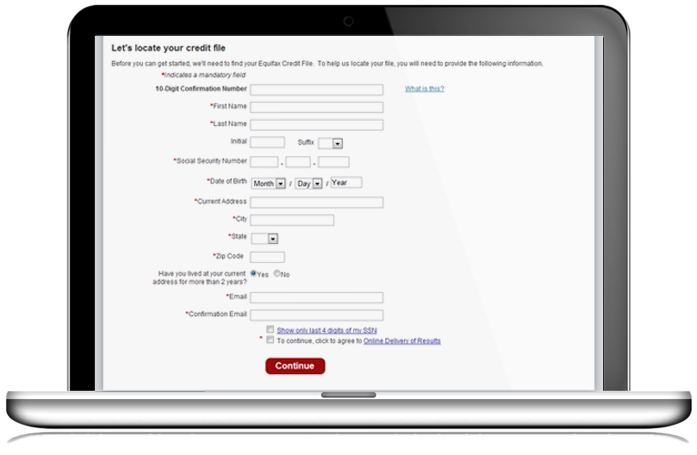 Let's locate your credit file
Before you can get started, we'll need to find your Equifax Credit File. To help us locate your file, you will need to provide the following information.
*Indicates a mandatory field
10-Digit Confirmation Number What is this?
*First Name
*Last Name
Initial Suffix
*Social Security Number - -
*Date of Birth Month / Day / Year
*Current Address
*City
*State
*Zip Code
Have you lived at your current Yes No
address for more than 2 years?
*Email
*Confirmation Email
Show only last 4 digits of my SSN
* To continue, click to agree to Online Delivery of Results
Continue